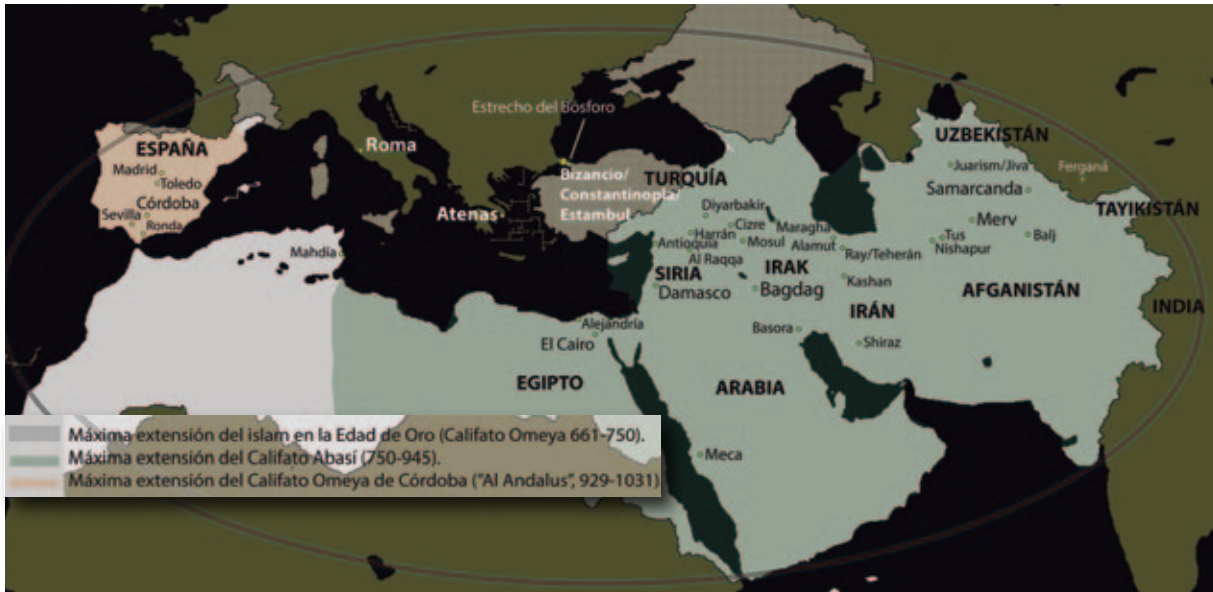 Estrecho del Bósforo
ESPAÑA
Madrid
Toledo
Córdoba
Sevilla
Ronda
Roma
Atenas
Mahdía
Bizancio/
Constantinopla/
Estambul
TURQUÍA
Diyarbakir
Cizre
Harrán
Antioquía
Mosul
Al Raqqa
SIRIA
Damasco
IRAK
Bagdag
Maragha
Alamut
Ray/Teherán
Kashan
IRÁN
Basora
Shiraz
UZBEKISTÁN
Juarism/Jiva
Ferganá
Samarcanda
TAYIKISTÁN
Merv
Tus
Nishapur
Balj
AFGANISTÁN
INDIA
Alejandría
El Cairo
EGIPTO
ARABIA
Meca
Máxima extensión del islam en la Edad de Oro (Califato Omeya 661-750).
Máxima extensión del Califato Abasí (750-945).
Máxima extensión del Califato Omeya de Córdoba ("Al Andalus", 929-1031)